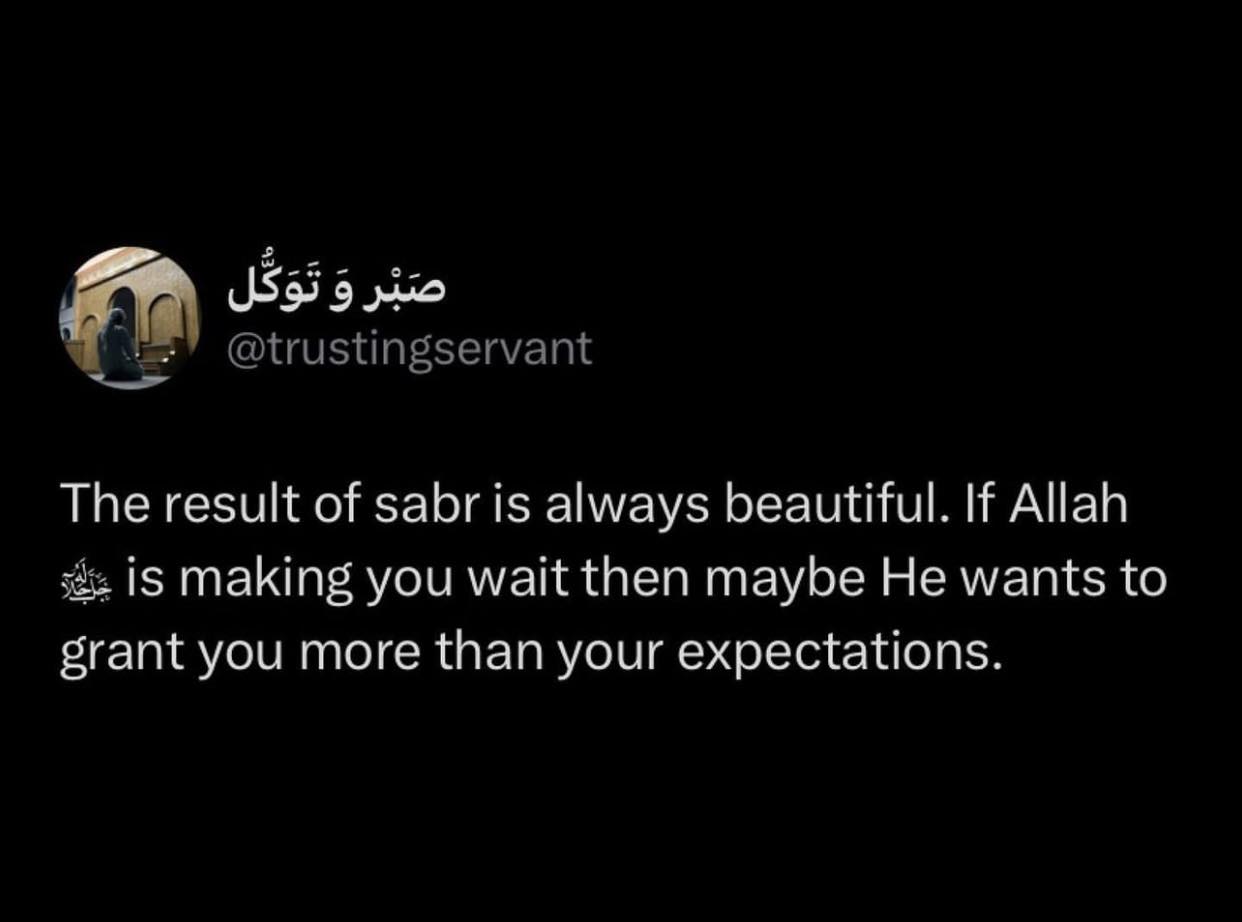 صَبْر وَ تَوَكُّل
@trustingservant
The result of sabr is always beautiful. If Allah
ﷻ is making you wait then maybe He wants to
grant you more than your expectations.